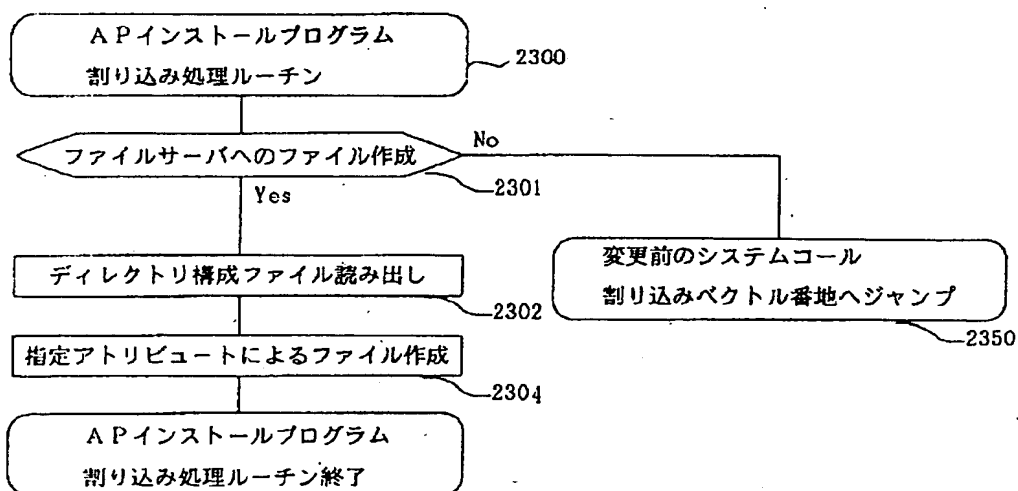 APインストールプログラム
割り込み処理ルーチン
2300
ファイルサーバへのファイル作成
No
2301
Yes
ディレクトリ構成ファイル読み出し
2302
変更前のシステムコール
割り込みベクトル番地へジャンプ
2350
指定アトリビュートによるファイル作成
2304
APインストールプログラム
割り込み処理ルーチン終了